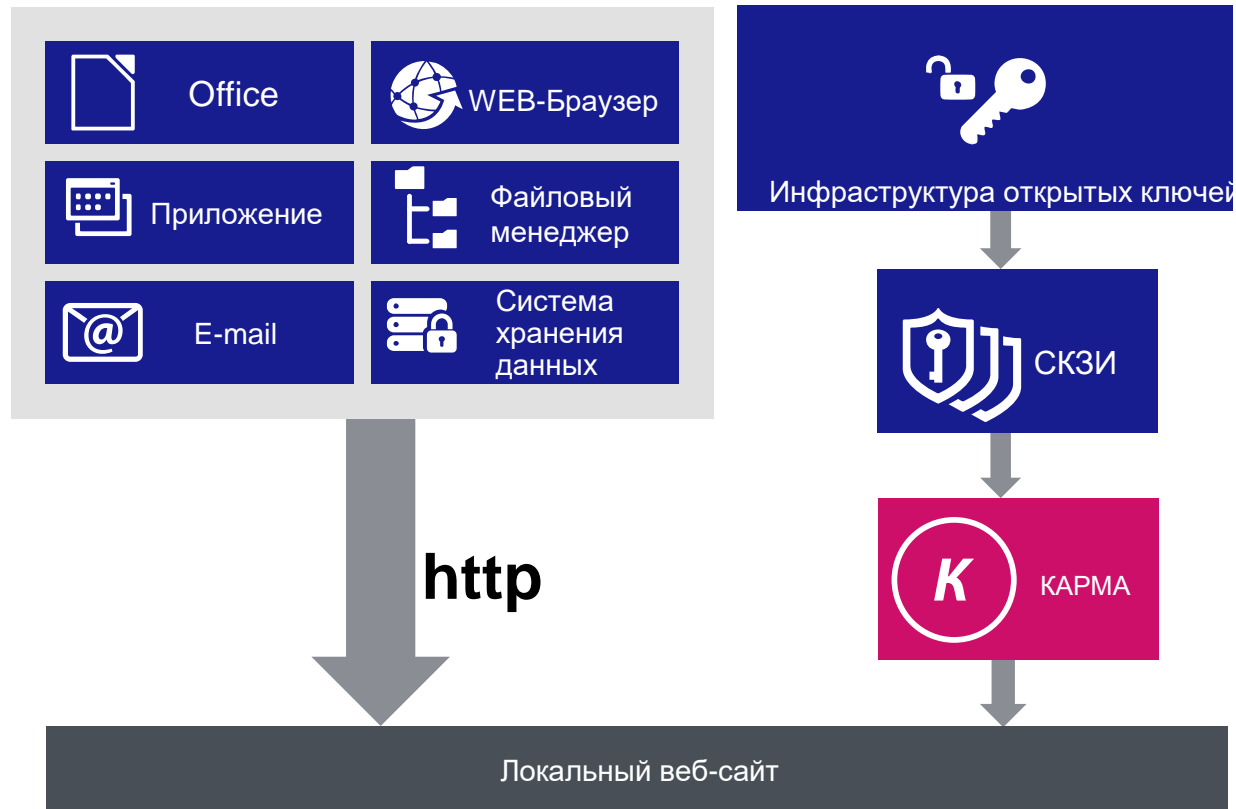 Office
WEB-Браузер
Приложение
Файловый
менеджер
@
E-mail
Система
хранения
данных
Инфраструктура открытых ключей
СКЗИ
http
К
КАРМА
Локальный веб-сайт